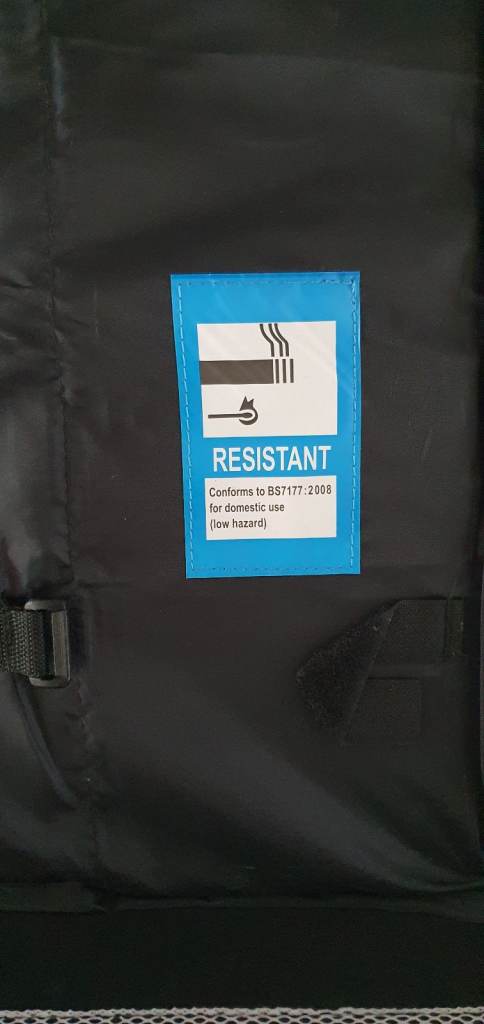 RESISTANT
Conforms to BS7177:2008
for domestic use
(low hazard)